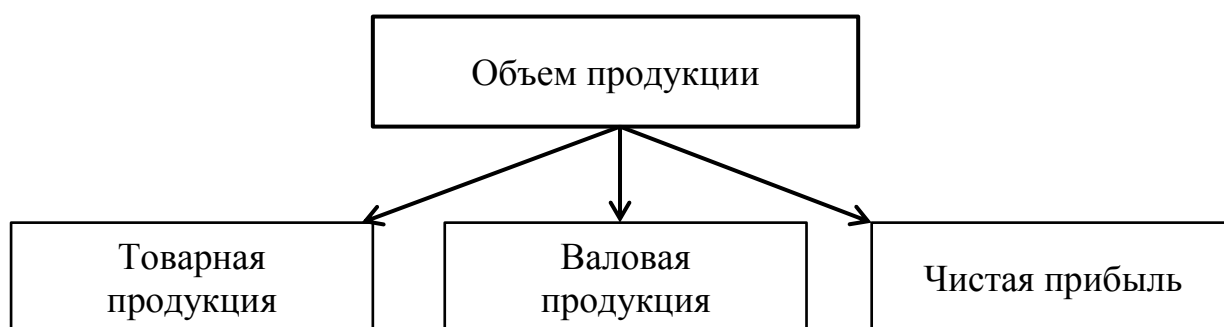 Объем продукции
Товарная
продукция
Валовая
продукция
Чистая прибыль